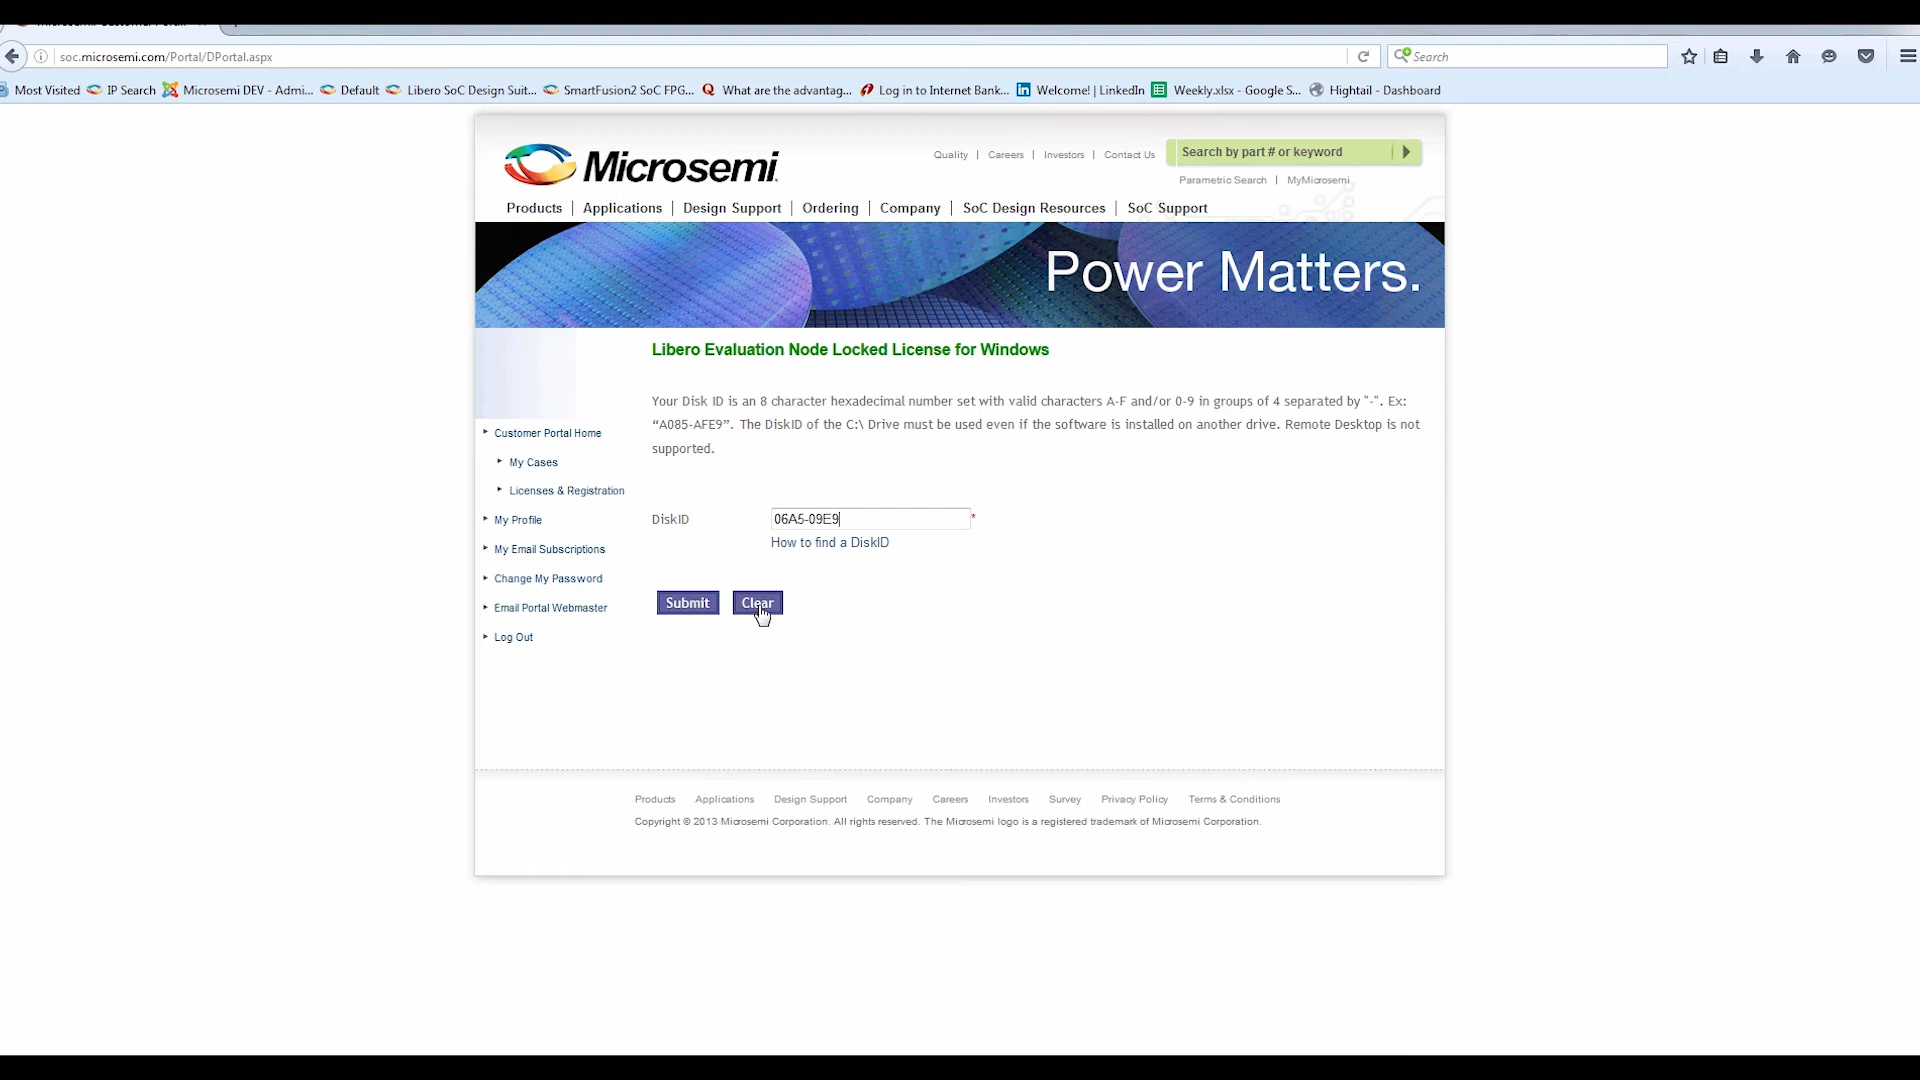 soc.microsemi.com/Portal/DPortal.aspx
Search
Most Visited
IP Search
Microsemi DEV - Admi...
Default
Libero SoC Design Suit...
SmartFusion2 SoC FPG...
What are the advantag...
Log in to Internet Bank...
Welcome! | LinkedIn
Weekly.xlsx - Google S...
Hightail - Dashboard
Microsemi
Quality | Careers | Investors | Contact Us
Search by part # or keyword
Parametric Search | MyMicrosemi
Products | Applications | Design Support | Ordering | Company | SoC Design Resources | SoC Support
Power Matters.
Libero Evaluation Node Locked License for Windows
Your Disk ID is an 8 character hexadecimal number set with valid characters A-F and/or 0-9 in groups of 4 separated by "-". Ex:
“A085-AFE9”. The DiskID of the C:\ Drive must be used even if the software is installed on another drive. Remote Desktop is not
supported.
Customer Portal Home
My Cases
Licenses & Registration
My Profile
My Email Subscriptions
Change My Password
Email Portal Webmaster
Log Out
DiskID
06A5-09E9
*
How to find a DiskID
Submit
Clear
Products Applications Design Support Company Careers Investors Survey Privacy Policy Terms & Conditions
Copyright © 2013 Microsemi Corporation. All rights reserved. The Microsemi logo is a registered trademark of Microsemi Corporation.